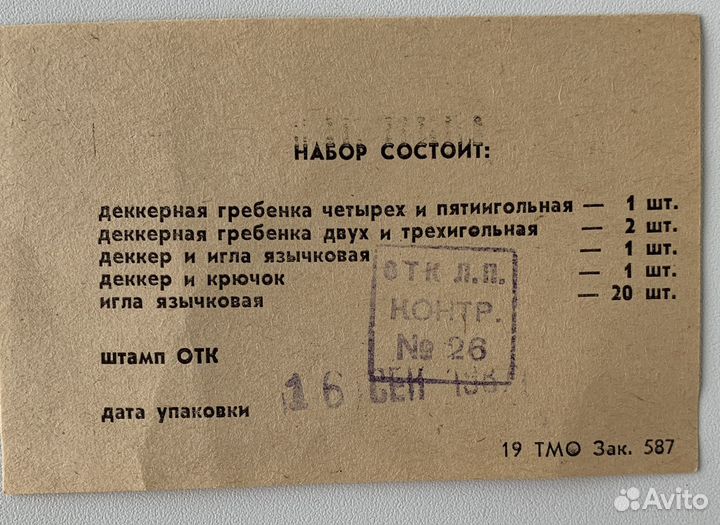 НАБОР СОСТОИТ:
деккерная гребенка четырех и пятиигольная — 1 шт.
деккерная гребенка двух и трехигольная — 2 шт.
деккер и игла язычковая — 1 шт.
деккер и крючок — 1 шт.
игла язычковая — 20 шт.
ОТК Л.П.
КОНТР.
№ 26
штамп ОТК
16 СЕН
дата упаковки
19 ТМО Зак. 587
Avito